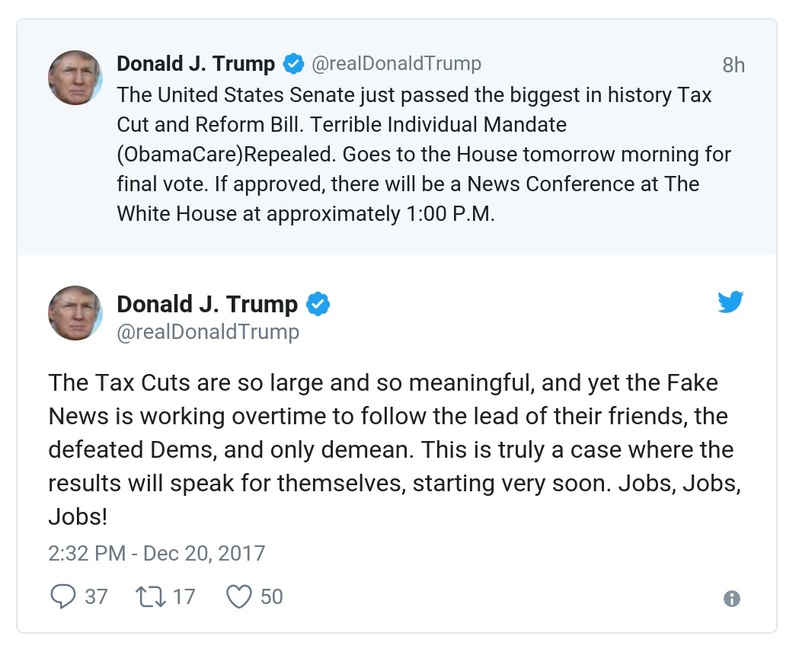 Donald J. Trump @realDonaldTrump 8h
The United States Senate just passed the biggest in history Tax
Cut and Reform Bill. Terrible Individual Mandate
(ObamaCare)Repealed. Goes to the House tomorrow morning for
final vote. If approved, there will be a News Conference at The
White House at approximately 1:00 P.M.
Donald J. Trump
@realDonaldTrump
The Tax Cuts are so large and so meaningful, and yet the Fake
News is working overtime to follow the lead of their friends, the
defeated Dems, and only demean. This is truly a case where the
results will speak for themselves, starting very soon. Jobs, Jobs,
Jobs!
2:32 PM - Dec 20, 2017
37 17 50